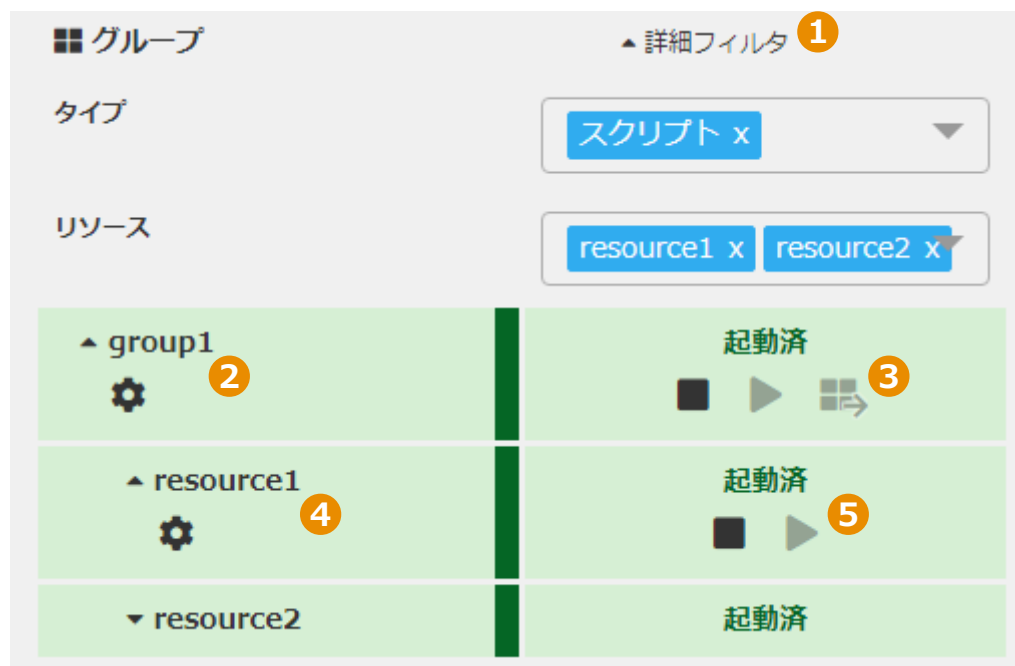 グループ
詳細フィルタ 1
タイプ
スクリプト x
リソース
resource1 x resource2 x
group1
起動済
2
3
resource1
起動済
4
5
resource2
起動済